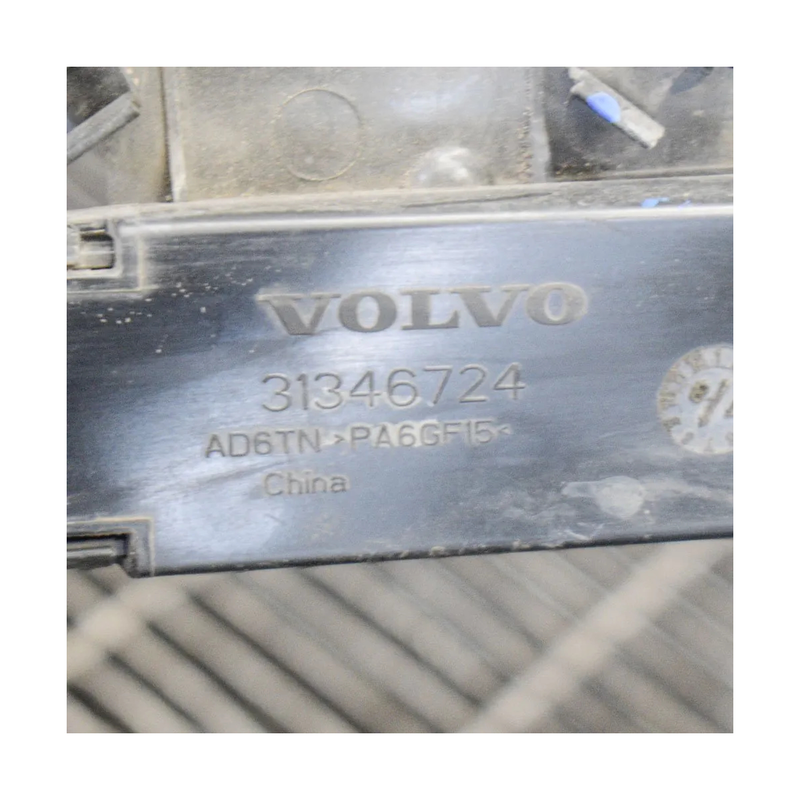 VOLVO
31346724
AD6TN >PA6GF15<
China